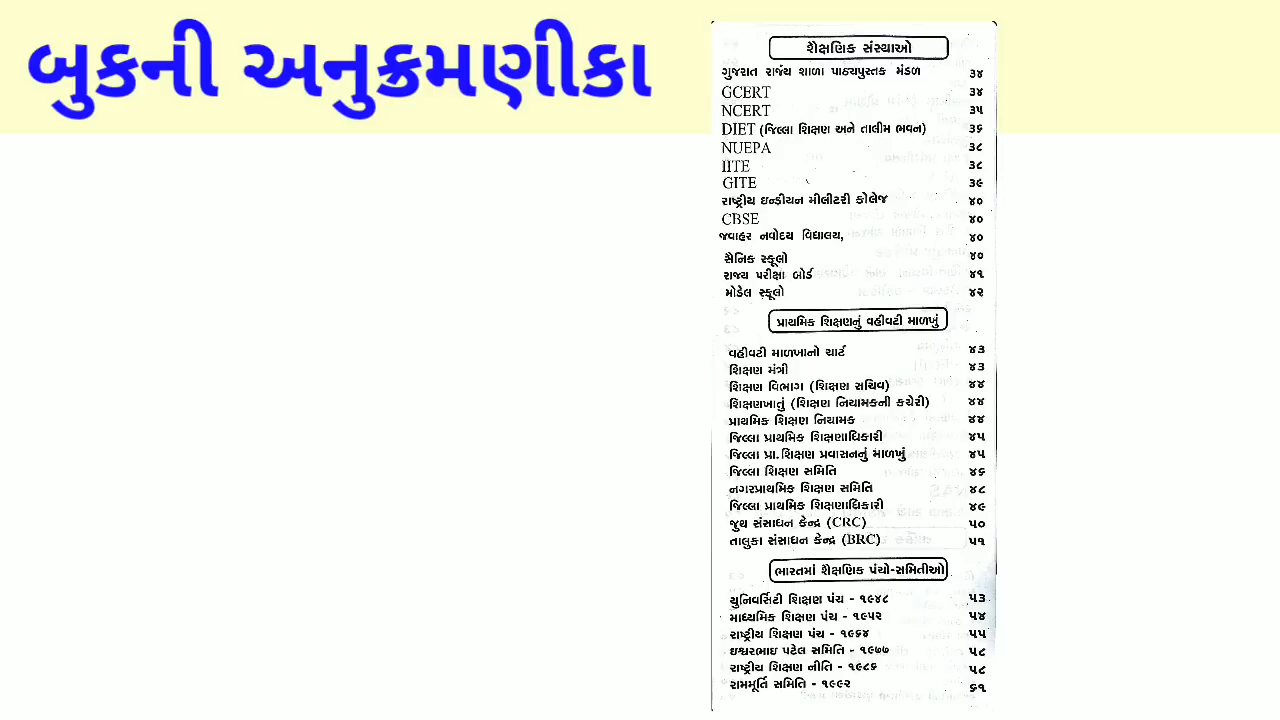 બુકની અનુક્રમણીકા
શૈક્ષણિક સંસ્થાઓ
ગુજરાત રાજ્ય શાળા પાઠ્યપુસ્તક મંડળ ૩૪
GCERT ૩૪
NCERT ૩૫
DIET (જિલ્લા શિક્ષણ અને તાલીમ ભવન) ૩૬
NUEPA ૩૮
IITE ૩૮
GITE ૩૯
રાષ્ટ્રીય ઇન્ડીયન મીલીટરી કોલેજ ૪૦
CBSE ૪૦
જવાહર નવોદય વિદ્યાલય, ૪૦
સૈનિક સ્કૂલો ૪૦
રાજ્ય પરીક્ષા બોર્ડ ૪૧
મોડેલ સ્કૂલો ૪૨
પ્રાથમિક શિક્ષણનું વહીવટી માળખું
વહીવટી માળખાનો ચાર્ટ ૪૩
શિક્ષણ મંત્રી ૪૩
શિક્ષણ વિભાગ (શિક્ષણ સચિવ) ૪૪
શિક્ષણખાતું (શિક્ષણ નિયામકની કચેરી) ૪૪
પ્રાથમિક શિક્ષણ નિયામક ૪૪
જિલ્લા પ્રાથમિક શિક્ષણાધિકારી ૪૫
જિલ્લા પ્રા.શિક્ષણ પ્રવાસનનું માળખું ૪૫
જિલ્લા શિક્ષણ સમિતિ ૪૬
નગરપ્રાથમિક શિક્ષણ સમિતિ ૪૮
જિલ્લા પ્રાથમિક શિક્ષણાધિકારી ૪૯
જુથ સંસાધન કેન્દ્ર (CRC) ૫૦
તાલુકા સંસાધન કેન્દ્ર (BRC) ૫૧
ભારતમાં શૈક્ષણિક પંચો-સમિતીઓ
યુનિવર્સિટી શિક્ષણ પંચ - ૧૯૪૮ ૫૩
માધ્યમિક શિક્ષણ પંચ - ૧૯૫૨ ૫૪
રાષ્ટ્રીય શિક્ષણ પંચ - ૧૯૬૪ ૫૫
ઇશ્વરભાઇ પટેલ સમિતિ - ૧૯૭૭ ૫૮
રાષ્ટ્રીય શિક્ષણ નીતિ - ૧૯૮૬ ૫૮
રામમૂર્તિ સમિતિ - ૧૯૯૨ ૬૧